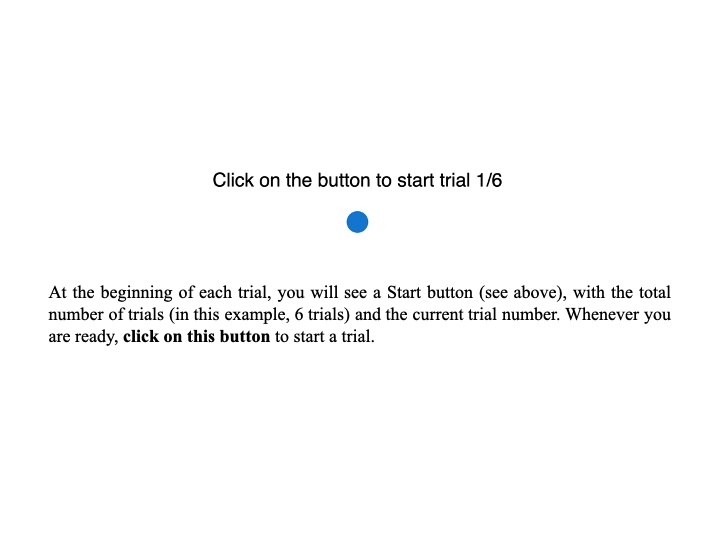 Click on the button to start trial 1/6
At the beginning of each trial, you will see a Start button (see above), with the total
number of trials (in this example, 6 trials) and the current trial number. Whenever you
are ready, click on this button to start a trial.